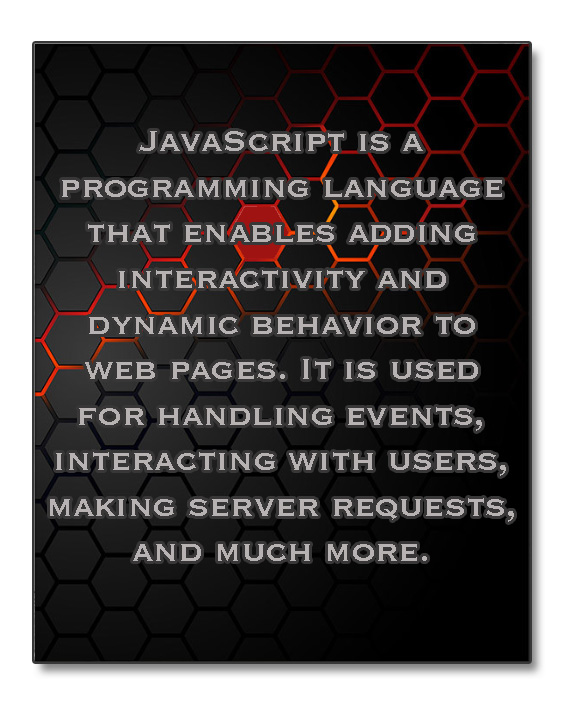 JavaScript is a
programming language
that enables adding
interactivity and
dynamic behavior to
web pages. It is used
for handling events,
interacting with users,
making server requests,
and much more.